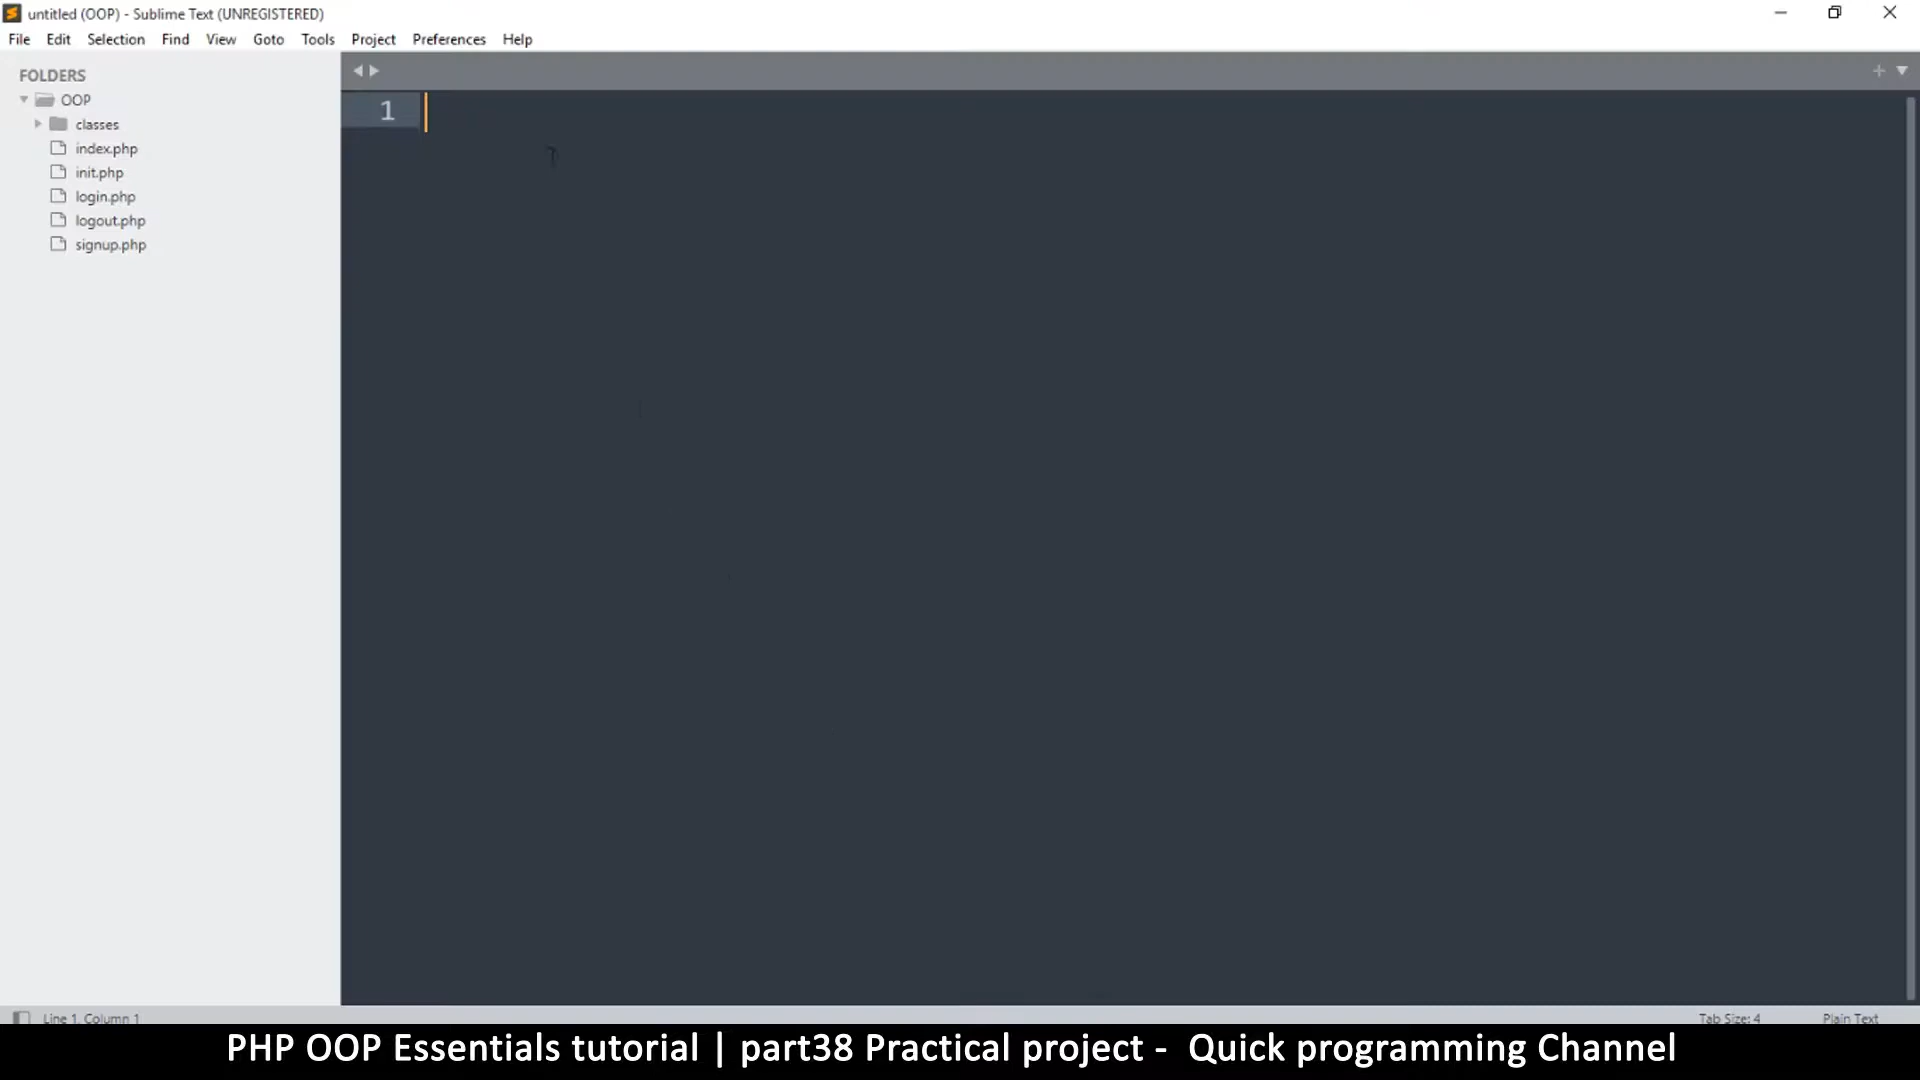 untitled (OOP) - Sublime Text (UNREGISTERED)
File Edit Selection Find View Goto Tools Project Preferences Help
FOLDERS
OOP
classes
index.php
init.php
login.php
logout.php
signup.php
1
Line 1, Column 1
Tab Size: 4
Plain Text
PHP OOP Essentials tutorial | part38 Practical project - Quick programming Channel